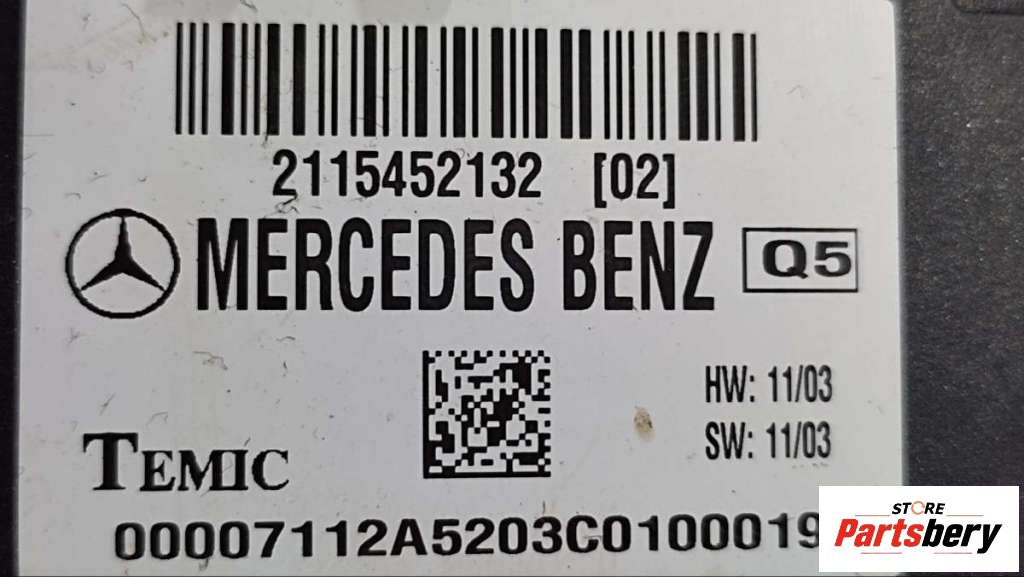 2115452132 [02]
MERCEDES BENZ Q5
HW: 11/03
SW: 11/03
TEMIC
00007112A5203C0100019
STORE
Partsbery